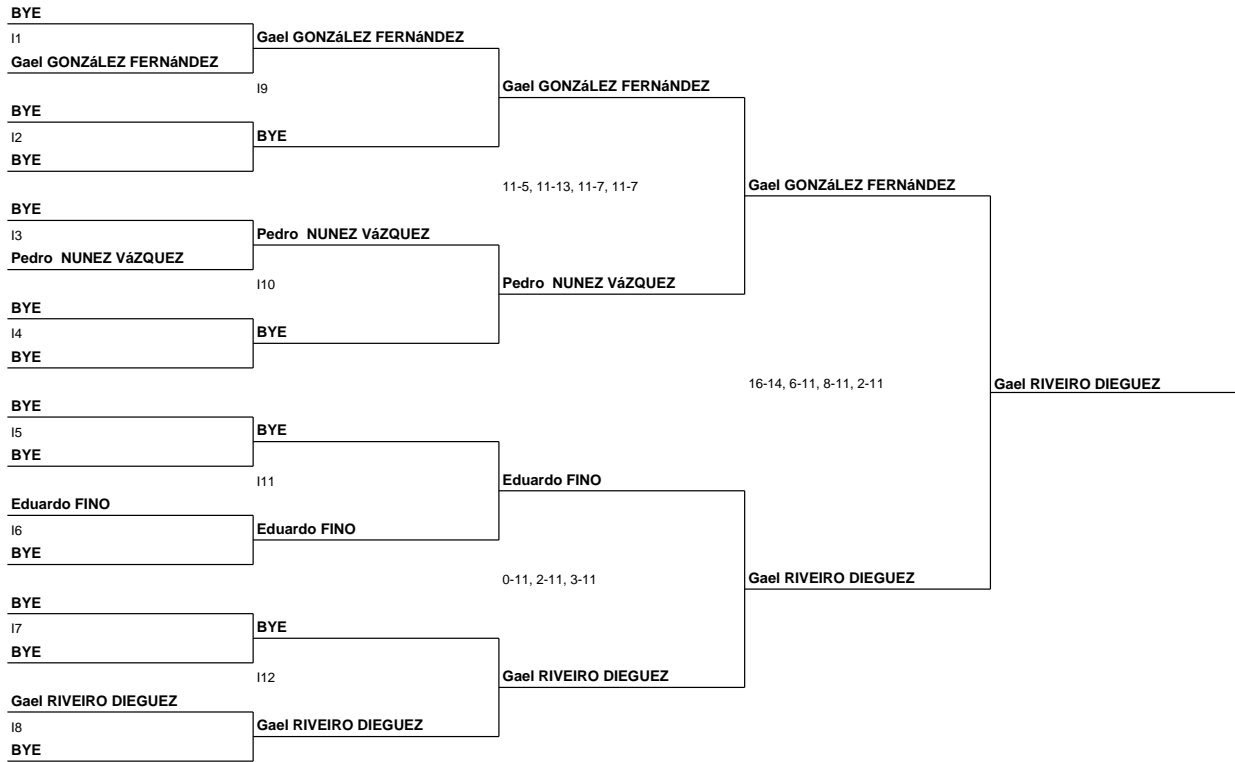 BYE
I1
Gael GONZáLEZ FERNáNDEZ
BYE
I2
BYE
BYE
I3
Pedro  NUNEZ VáZQUEZ
BYE
I4
BYE
BYE
I5
BYE
Eduardo FINO
I6
BYE
BYE
I7
BYE
Gael RIVEIRO DIEGUEZ
I8
BYE
Gael GONZáLEZ FERNáNDEZ
I9
BYE
Pedro  NUNEZ VáZQUEZ
I10
BYE
BYE
I11
Eduardo FINO
BYE
I12
Gael RIVEIRO DIEGUEZ
Gael GONZáLEZ FERNáNDEZ
11-5, 11-13, 11-7, 11-7
Pedro  NUNEZ VáZQUEZ
Eduardo FINO
0-11, 2-11, 3-11
Gael RIVEIRO DIEGUEZ
Gael GONZáLEZ FERNáNDEZ
16-14, 6-11, 8-11, 2-11
Gael RIVEIRO DIEGUEZ
Gael RIVEIRO DIEGUEZ